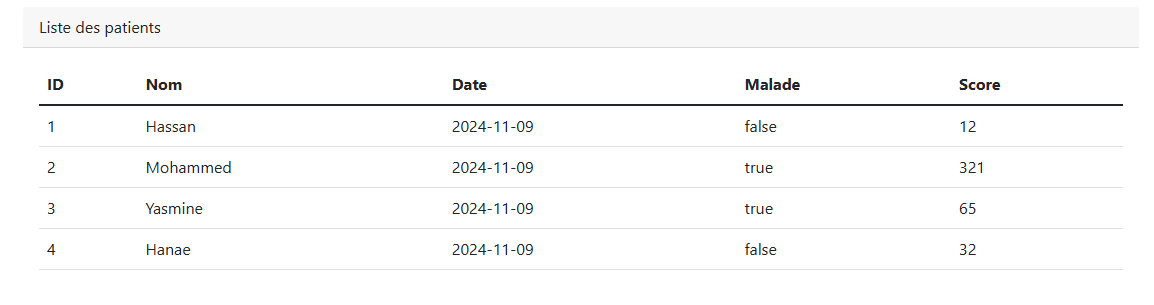 Liste des patients
ID Nom Date Malade Score
1 Hassan 2024-11-09 false 12
2 Mohammed 2024-11-09 true 321
3 Yasmine 2024-11-09 true 65
4 Hanae 2024-11-09 false 32